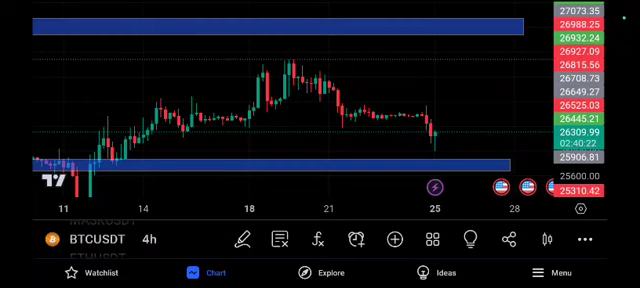 27073.35
26988.25
26932.24
26927.09
26815.56
26708.73
26649.27
26525.03
26445.21
26309.99
02:40:22
25906.81
25600.00
25310.42
11 14 18 21 25 28
MASKUSDT
BTCUSDT 4h
ETHUSDT
Watchlist Chart Explore Ideas Menu